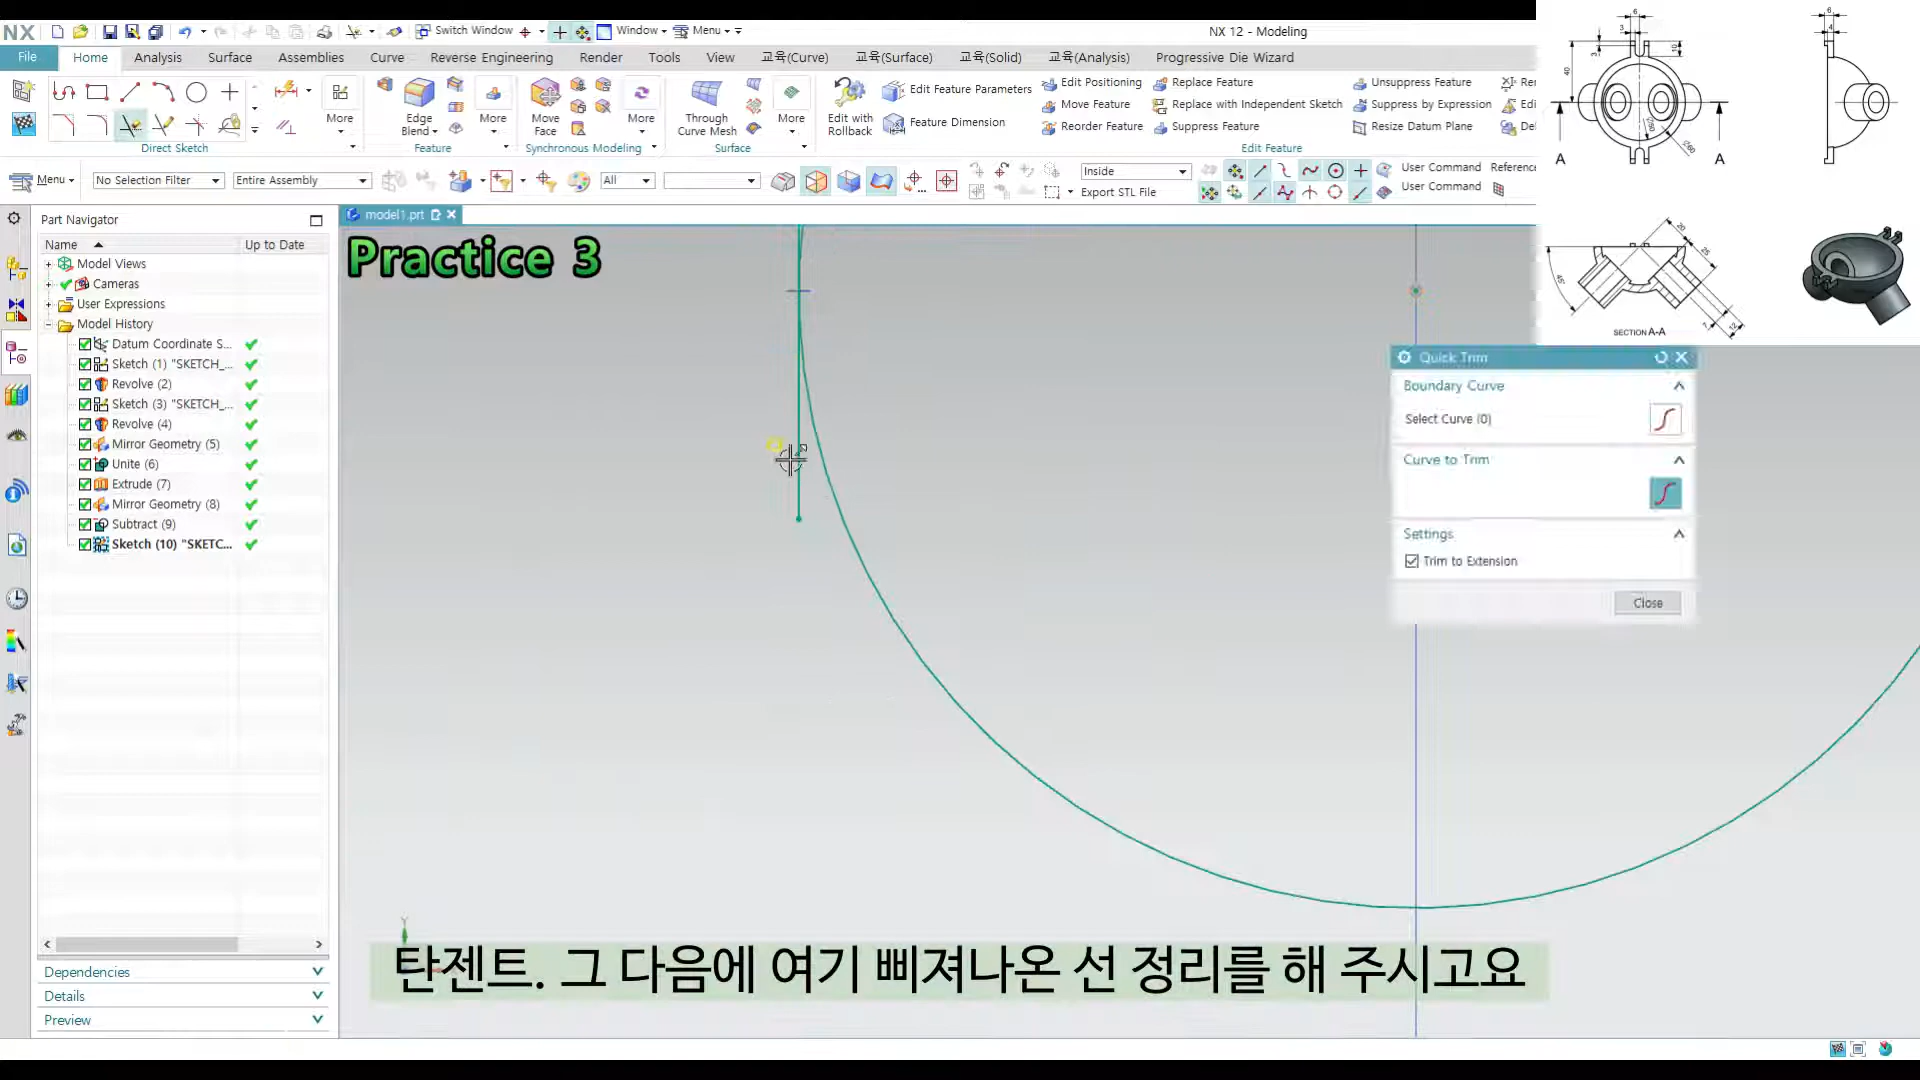 NX
Switch Window
Window
Menu
NX 12 - Modeling
File
Home
Analysis
Surface
Assemblies
Curve
Reverse Engineering
Render
Tools
View
교육(Curve)
교육(Surface)
교육(Solid)
교육(Analysis)
Progressive Die Wizard
More
Edge
Blend
More
Move
Face
More
Through
Curve Mesh
More
Edit with
Rollback
Edit Feature Parameters
Feature Dimension
Edit Positioning
Move Feature
Reorder Feature
Replace Feature
Replace with Independent Sketch
Suppress Feature
Unsuppress Feature
Suppress by Expression
Resize Datum Plane
Direct Sketch
Feature
Synchronous Modeling
Surface
Edit Feature
Menu
No Selection Filter
Entire Assembly
All
Inside
Export STL File
User Command
User Command
Reference
Part Navigator
Name
Up to Date
Model Views
Cameras
User Expressions
Model History
Datum Coordinate S...
Sketch (1) "SKETCH_...
Revolve (2)
Sketch (3) "SKETCH_...
Revolve (4)
Mirror Geometry (5)
Unite (6)
Extrude (7)
Mirror Geometry (8)
Subtract (9)
Sketch (10) "SKETC...
Dependencies
Details
Preview
model1.prt
Practice 3
Quick Trim
Boundary Curve
Select Curve (0)
Curve to Trim
Settings
Trim to Extension
Close
A
A
SECTION A-A
탄젠트. 그 다음에 여기 삐져나온 선 정리를 해 주시고요